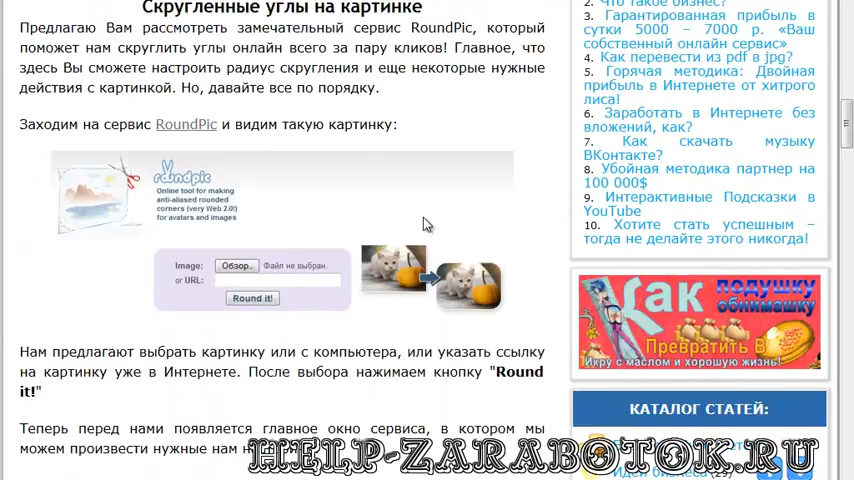 Скругленные углы на картинке
Предлагаю Вам рассмотреть замечательный сервис RoundPic, который
поможет нам скруглить углы онлайн всего за пару кликов! Главное, что
здесь Вы сможете настроить радиус скругления и еще некоторые нужные
действия с картинкой. Но, давайте все по порядку.
Заходим на сервис RoundPic и видим такую картинку:
roundpic
Online tool for making
anti-aliased rounded
corners (very Web 2.0!)
for avatars and images
Image: Обзор.. Файл не выбран.
or URL:
Round it!
Нам предлагают выбрать картинку или с компьютера, или указать ссылку
на картинку уже в Интернете. После выбора нажимаем кнопку "Round
it!"
Теперь перед нами появляется главное окно сервиса, в котором мы
можем произвести нужные нам
2. Что такое бизнес?
3. Гарантированная прибыль в
сутки 5000 – 7000 р. «Ваш
собственный онлайн сервис»
4. Как перевести из pdf в jpg?
5. Горячая методика: Двойная
прибыль в Интернете от хитрого
лиса!
6. Заработать в Интернете без
вложений, как?
7. Как скачать музыку
ВКонтакте?
8. Убойная методика партнер на
100 000$
9. Интерактивные Подсказки в
YouTube
10. Хотите стать успешным –
тогда не делайте этого никогда!
Как подушку
обнимашку
Превратить В
Икру с маслом и хорошую жизнь!
КАТАЛОГ СТАТЕЙ:
Идеи бизнеса (29)
HELP-ZARABOTOK.RU